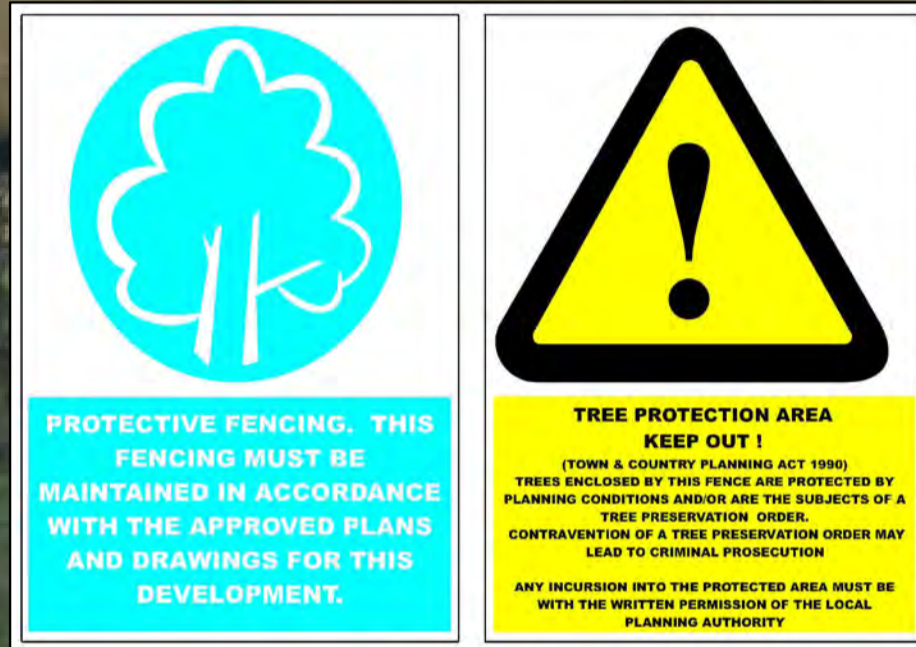 PROTECTIVE FENCING. THIS
FENCING MUST BE
MAINTAINED IN ACCORDANCE
WITH THE APPROVED PLANS
AND DRAWINGS FOR THIS
DEVELOPMENT.
TREE PROTECTION AREA
KEEP OUT !
(TOWN & COUNTRY PLANNING ACT 1990)
TREES ENCLOSED BY THIS FENCE ARE PROTECTED BY
PLANNING CONDITIONS AND/OR ARE THE SUBJECTS OF A
TREE PRESERVATION ORDER.
CONTRAVENTION OF A TREE PRESERVATION ORDER MAY
LEAD TO CRIMINAL PROSECUTION
ANY INCURSION INTO THE PROTECTED AREA MUST BE
WITH THE WRITTEN PERMISSION OF THE LOCAL
PLANNING AUTHORITY